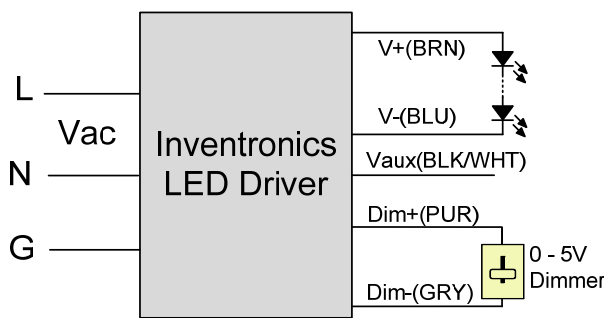 L
Vac
N
G
Inventronics
LED Driver
V+(BRN)
V-(BLU)
Vaux(BLK/WHT)
Dim+(PUR)
Dim-(GRY)
0 - 5V
Dimmer